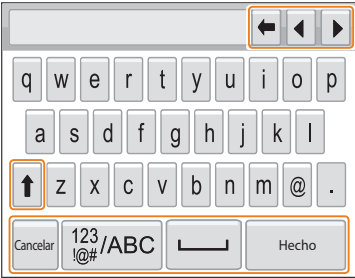 q w e r t y u i o p
a s d f g h j k l
z x c v b n m @ .
Cancelar 123 !@# /ABC Hecho